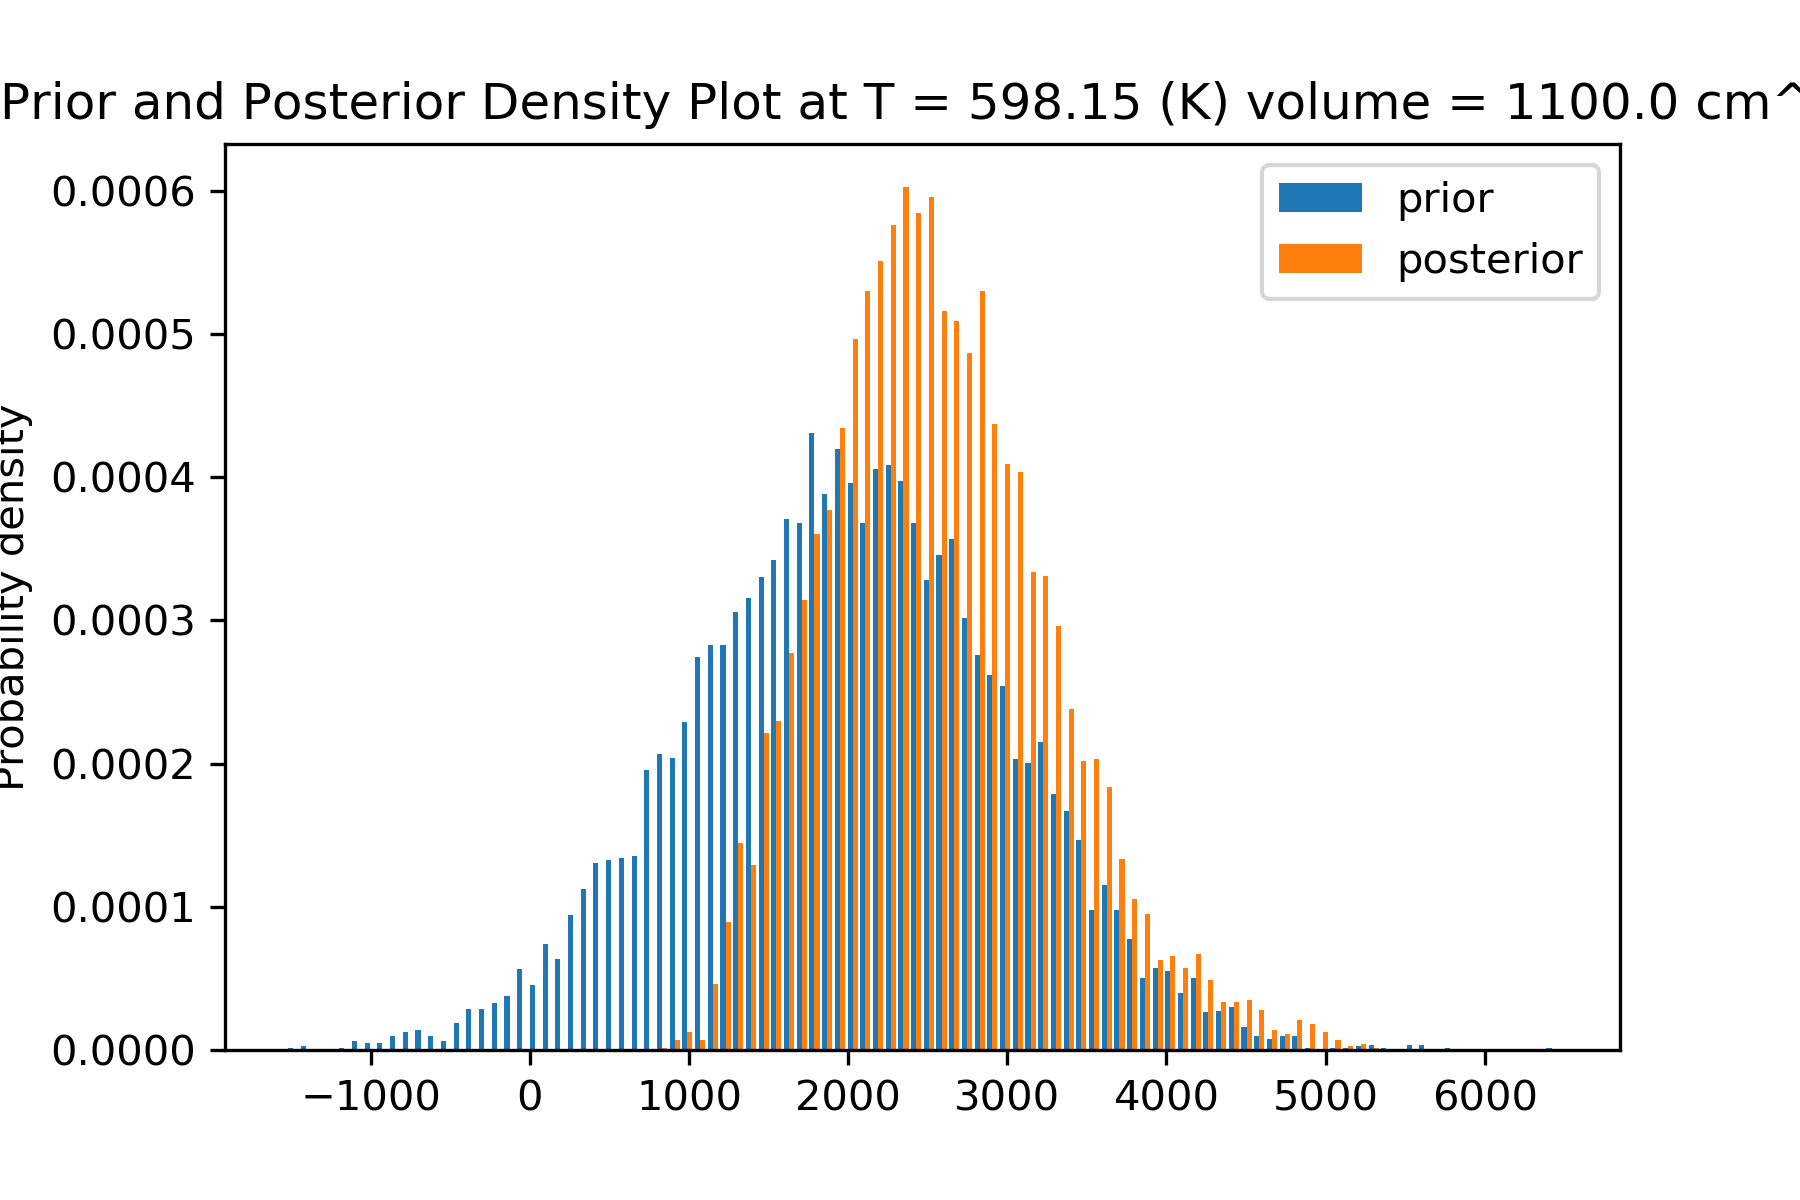 Prior and Posterior Density Plot at T = 598.15 (K) volume = 1100.0 cm^
prior
posterior
Probability density
0.0006
0.0005
0.0004
0.0003
0.0002
0.0001
0.0000
−1000 0 1000 2000 3000 4000 5000 6000